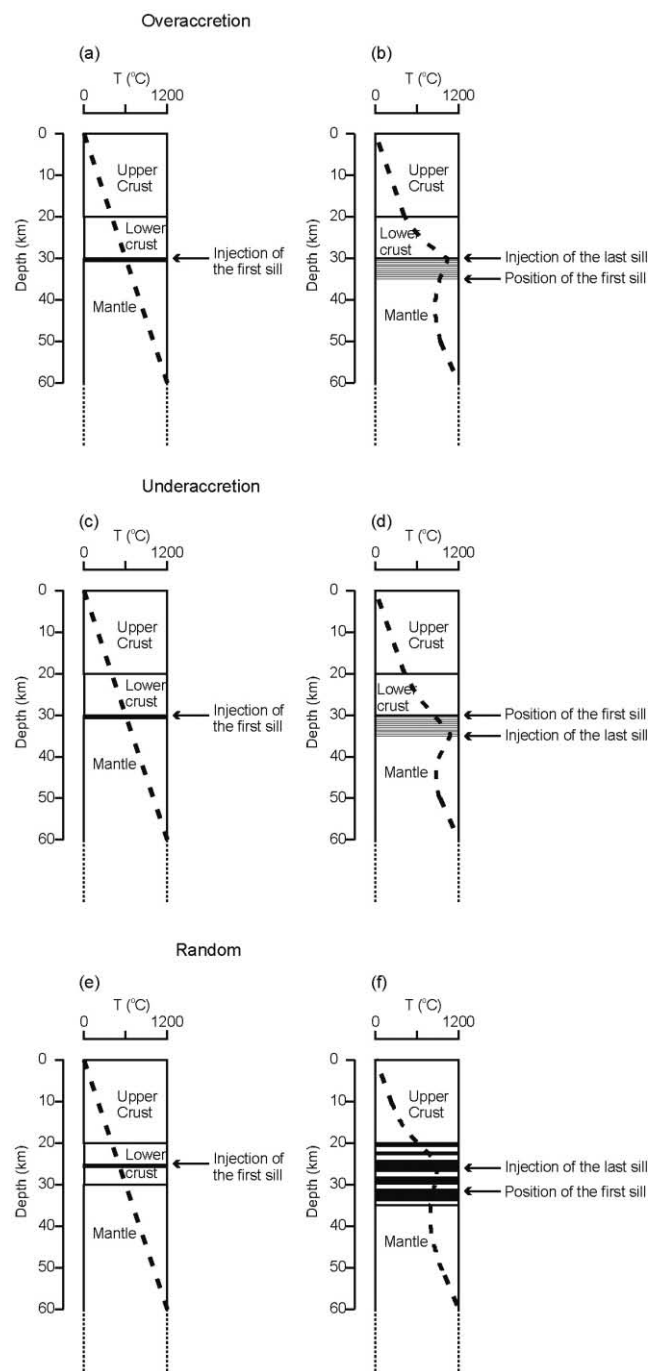 Overaccretion
(a)
(b)
T (°C)
T (°C)
0 1200
0 1200
0
Upper
Crust
0
Upper
Crust
10
10
20
20
Lower
crust
Lower
crust
30
Injection of
the first sill
30
Injection of the last sill
Position of the first sill
Depth (km)
Depth (km)
40
Mantle
40
Mantle
50
50
60
60
Underaccretion
(c)
(d)
T (°C)
T (°C)
0 1200
0 1200
0
Upper
Crust
0
Upper
Crust
10
10
20
20
Lower
crust
Lower
crust
30
Injection of
the first sill
30
Position of the first sill
Injection of the last sill
Depth (km)
Depth (km)
40
Mantle
40
Mantle
50
50
60
60
Random
(e)
(f)
T (°C)
T (°C)
0 1200
0 1200
0
Upper
Crust
0
Upper
Crust
10
10
20
20
Lower
crust
Injection of
the first sill
Injection of the last sill
Position of the first sill
30
30
Depth (km)
Depth (km)
40
Mantle
40
Mantle
50
50
60
60